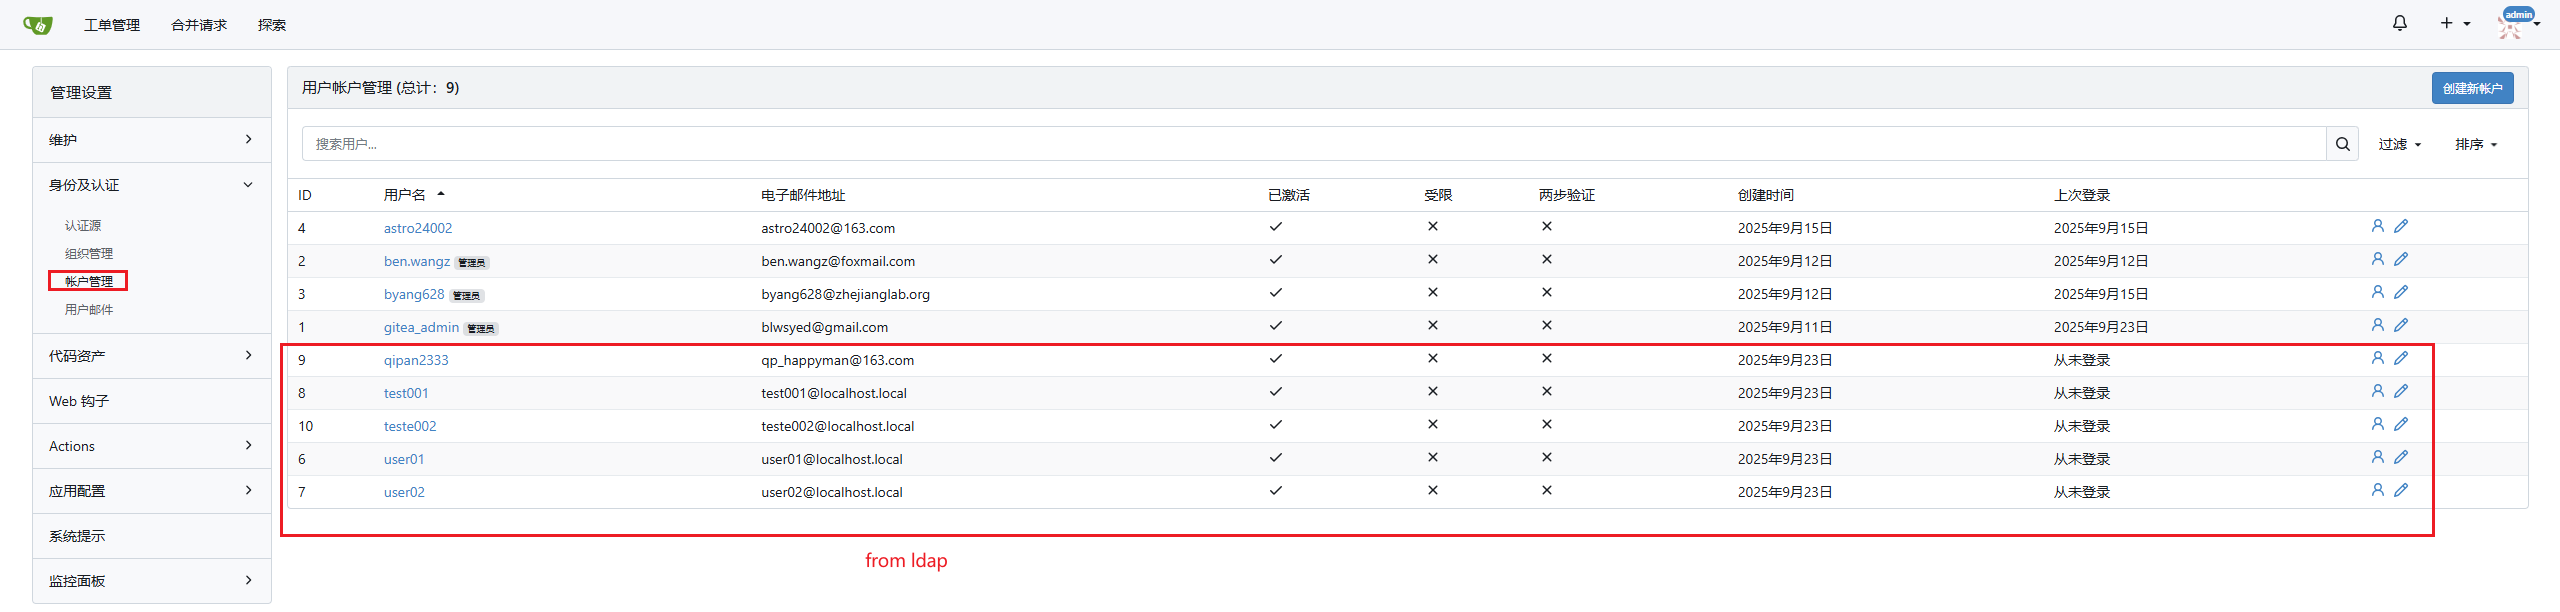 工单管理 合并请求 探索 admin
管理设置
维护
身份及认证
认证源
组织管理
帐户管理
用户邮件
代码资产
Web 钩子
Actions
应用配置
系统提示
监控面板
用户帐户管理 (总计：9) 创建新帐户
搜索用户... 过滤 排序
ID 用户名 电子邮件地址 已激活 受限 两步验证 创建时间 上次登录
4 astro24002 astro24002@163.com 2025年9月15日 2025年9月15日
2 ben.wangz 管理员 ben.wangz@foxmail.com 2025年9月12日 2025年9月12日
3 byang628 管理员 byang628@zhejianglab.org 2025年9月12日 2025年9月15日
1 gitea_admin 管理员 blwsyed@gmail.com 2025年9月11日 2025年9月23日
9 qipan2333 qp_happyman@163.com 2025年9月23日 从未登录
8 test001 test001@localhost.local 2025年9月23日 从未登录
10 teste002 teste002@localhost.local 2025年9月23日 从未登录
6 user01 user01@localhost.local 2025年9月23日 从未登录
7 user02 user02@localhost.local 2025年9月23日 从未登录
from ldap